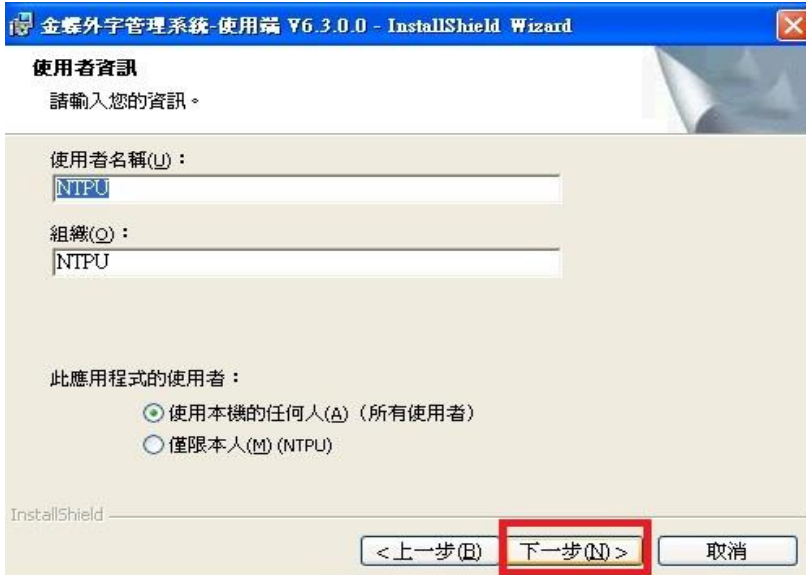 金蝶外字管理系統-使用端 V6.3.0.0 - InstallShield Wizard
使用者資訊
請輸入您的資訊。
使用者名稱(U)：
NTPU
組織(O)：
NTPU
此應用程式的使用者：
使用本機的任何人(A)（所有使用者）
僅限本人(M) (NTPU)
InstallShield
<上一步(B) 下一步(N)> 取消